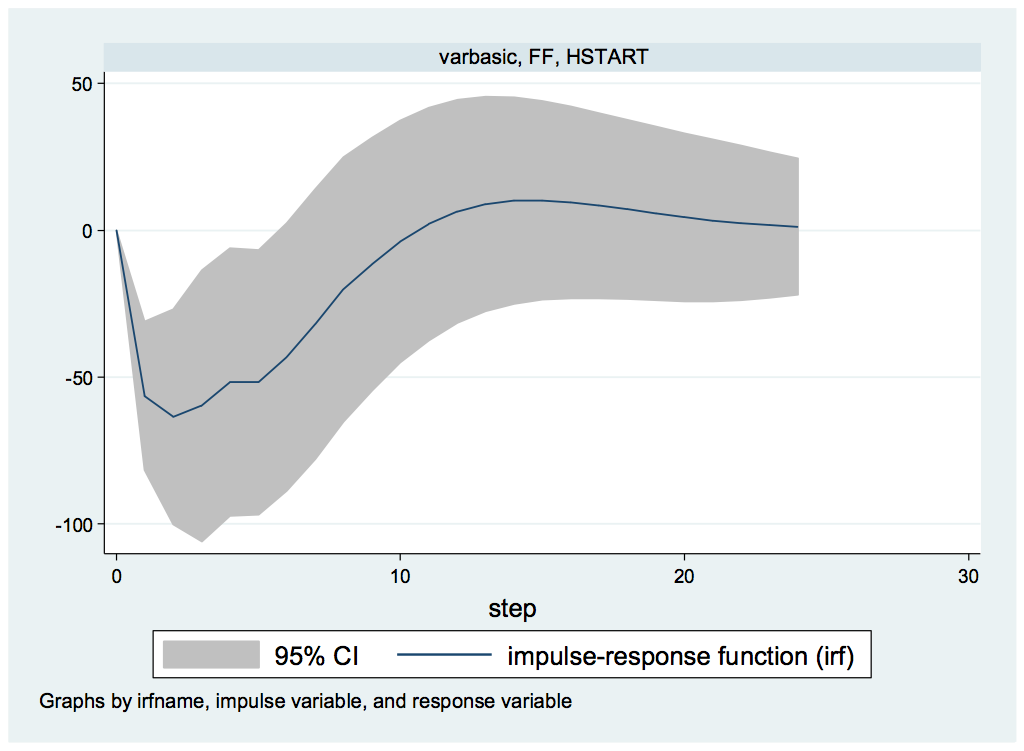 varbasic, FF, HSTART
50
0
-50
-100
0 10 20 30
step
95% CI impulse-response function (irf)
Graphs by irfname, impulse variable, and response variable